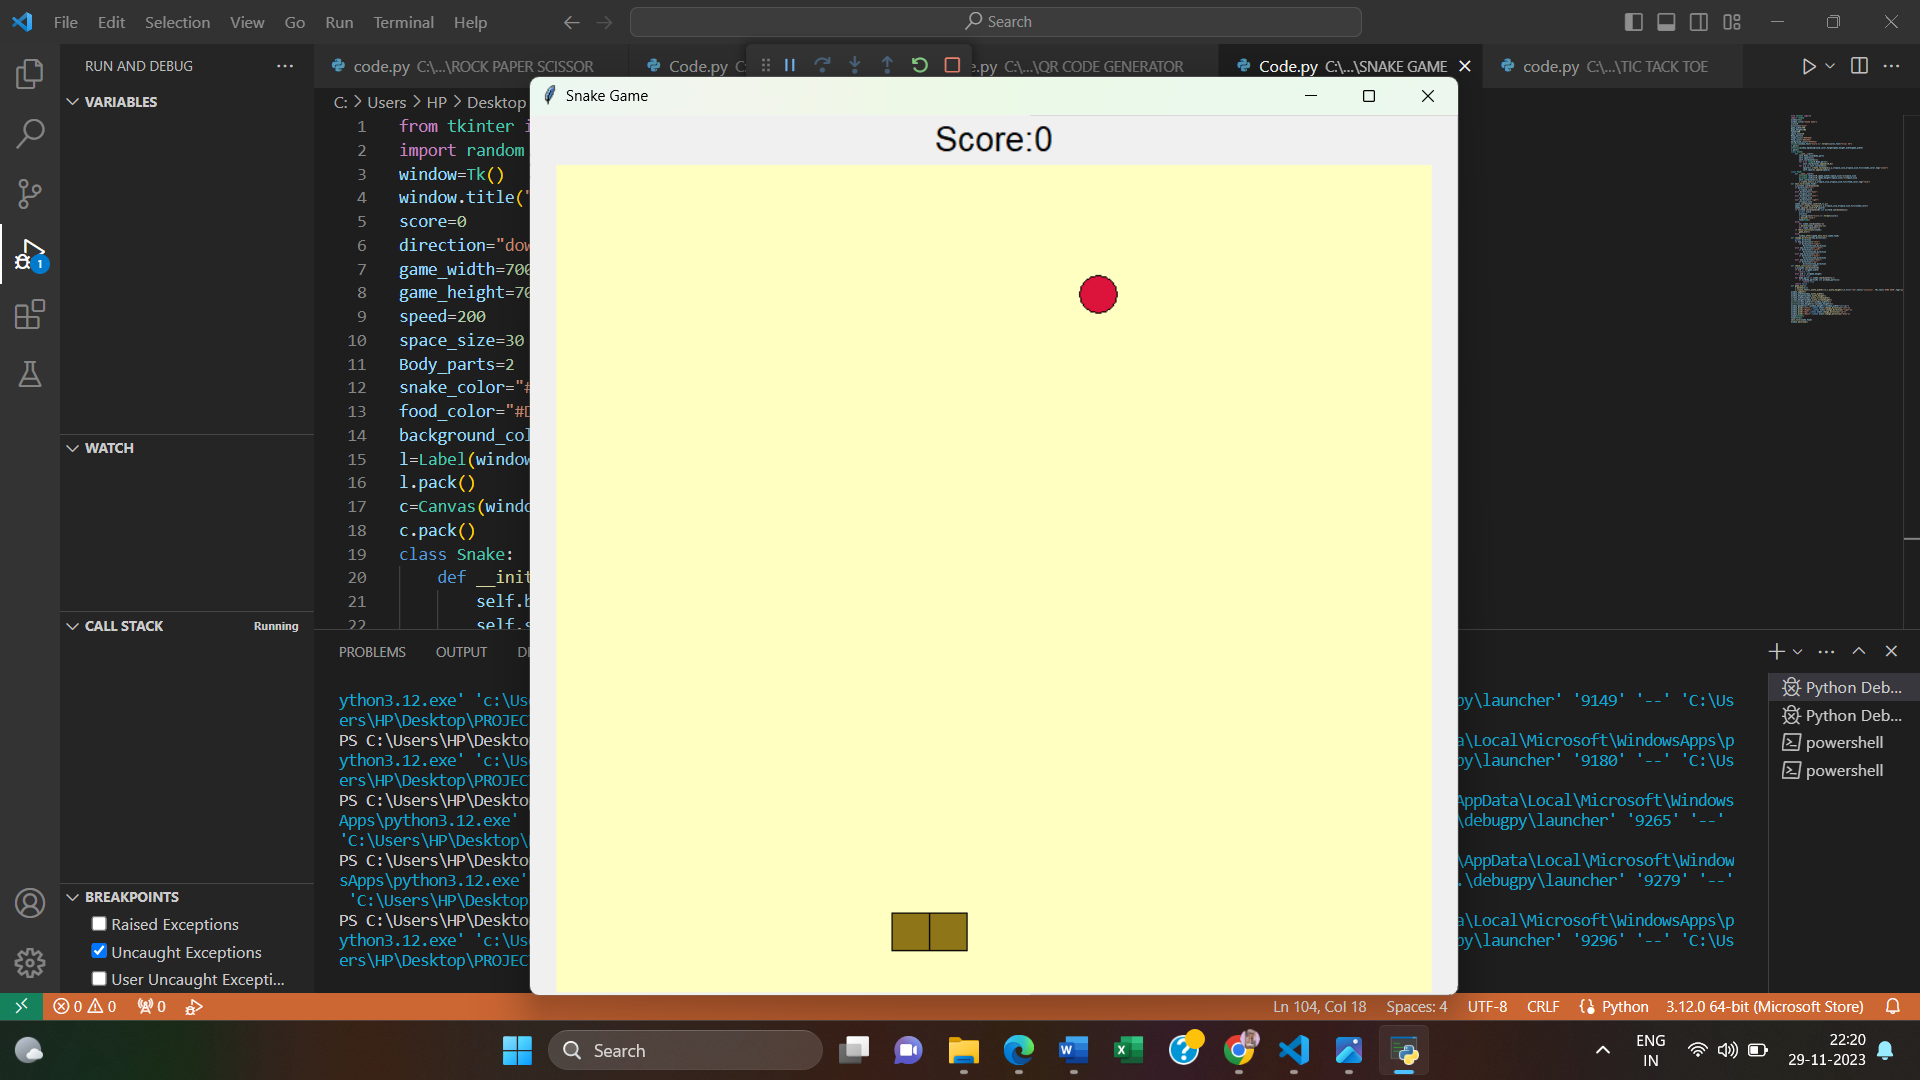 File Edit Selection View Go Run Terminal Help
Search
RUN AND DEBUG
code.py C:\...\ROCK PAPER SCISSOR
Code.py
e.py C:\...\QR CODE GENERATOR
Code.py C:\...\SNAKE GAME
code.py C:\...\TIC TACK TOE
VARIABLES
C: > Users > HP > Desktop
Snake Game
Score:0
1 from tkinter
2 import random
3 window=Tk()
4 window.title("
5 score=0
6 direction="dow
7 game_width=700
8 game_height=70
9 speed=200
10 space_size=30
11 Body_parts=2
12 snake_color="#
13 food_color="#D
14 background_col
15 l=Label(window
16 l.pack()
17 c=Canvas(windo
18 c.pack()
19 class Snake:
20 def __init
21 self.b
22 self.s
WATCH
CALL STACK
Running
BREAKPOINTS
Raised Exceptions
Uncaught Exceptions
User Uncaught Excepti...
PROBLEMS OUTPUT
ython3.12.exe' 'c:\Use
py\launcher' '9149' '--' 'C:\Us
ers\HP\Desktop\PROJECT
PS C:\Users\HP\Desktop
a\Local\Microsoft\WindowsApps\p
ython3.12.exe' 'c:\Use
py\launcher' '9180' '--' 'C:\Us
ers\HP\Desktop\PROJECT
PS C:\Users\HP\Desktop
AppData\Local\Microsoft\Windows
Apps\python3.12.exe'
\debugpy\launcher' '9265' '--'
'C:\Users\HP\Desktop\
PS C:\Users\HP\Desktop
\AppData\Local\Microsoft\Window
sApps\python3.12.exe'
.\debugpy\launcher' '9279' '--'
'C:\Users\HP\Desktop
PS C:\Users\HP\Desktop
a\Local\Microsoft\WindowsApps\p
ython3.12.exe' 'c:\Use
py\launcher' '9296' '--' 'C:\Us
ers\HP\Desktop\PROJECT
Python Deb...
Python Deb...
powershell
powershell
0 0 0
Ln 104, Col 18 Spaces: 4 UTF-8 CRLF Python 3.12.0 64-bit (Microsoft Store)
Search
ENG
IN
22:20
29-11-2023